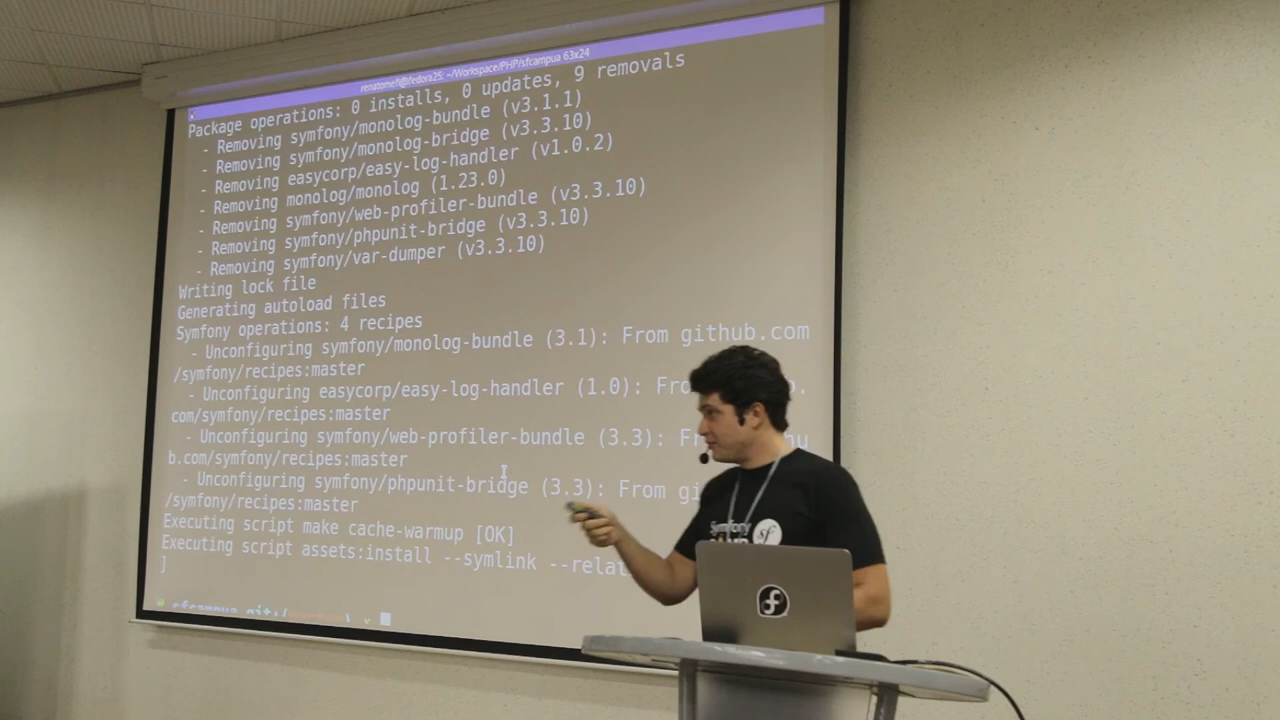 renatomefi@fedora25: ~/Workspace/PHP/sfcampua 63x24
Package operations: 0 installs, 0 updates, 9 removals
- Removing symfony/monolog-bundle (v3.1.1)
- Removing symfony/monolog-bridge (v3.3.10)
- Removing easycorp/easy-log-handler (v1.0.2)
- Removing monolog/monolog (1.23.0)
- Removing symfony/web-profiler-bundle (v3.3.10)
- Removing symfony/phpunit-bridge (v3.3.10)
- Removing symfony/var-dumper (v3.3.10)
Writing lock file
Generating autoload files
Symfony operations: 4 recipes
- Unconfiguring symfony/monolog-bundle (3.1): From github.com
/symfony/recipes:master
- Unconfiguring easycorp/easy-log-handler (1.0): Fro
com/symfony/recipes:master
- Unconfiguring symfony/web-profiler-bundle (3.3): Fr hu
b.com/symfony/recipes:master
- Unconfiguring symfony/phpunit-bridge (3.3): From gi
/symfony/recipes:master
Executing script make cache-warmup [OK]
Executing script assets:install --symlink --relat
]
Symfony
sf